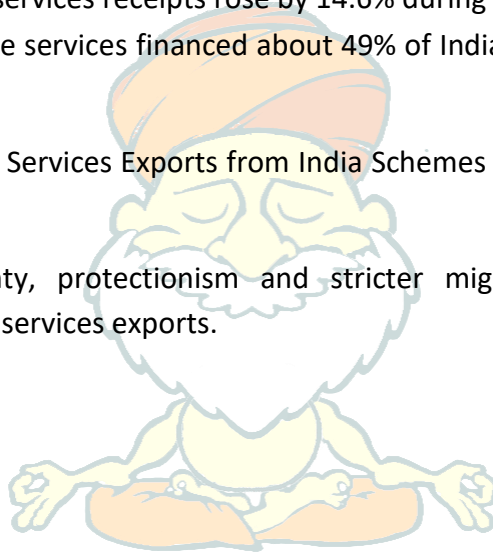 services receipts rose by 14.6% during
e services financed about 49% of India
Services Exports from India Schemes
nty, protectionism and stricter mig
services exports.